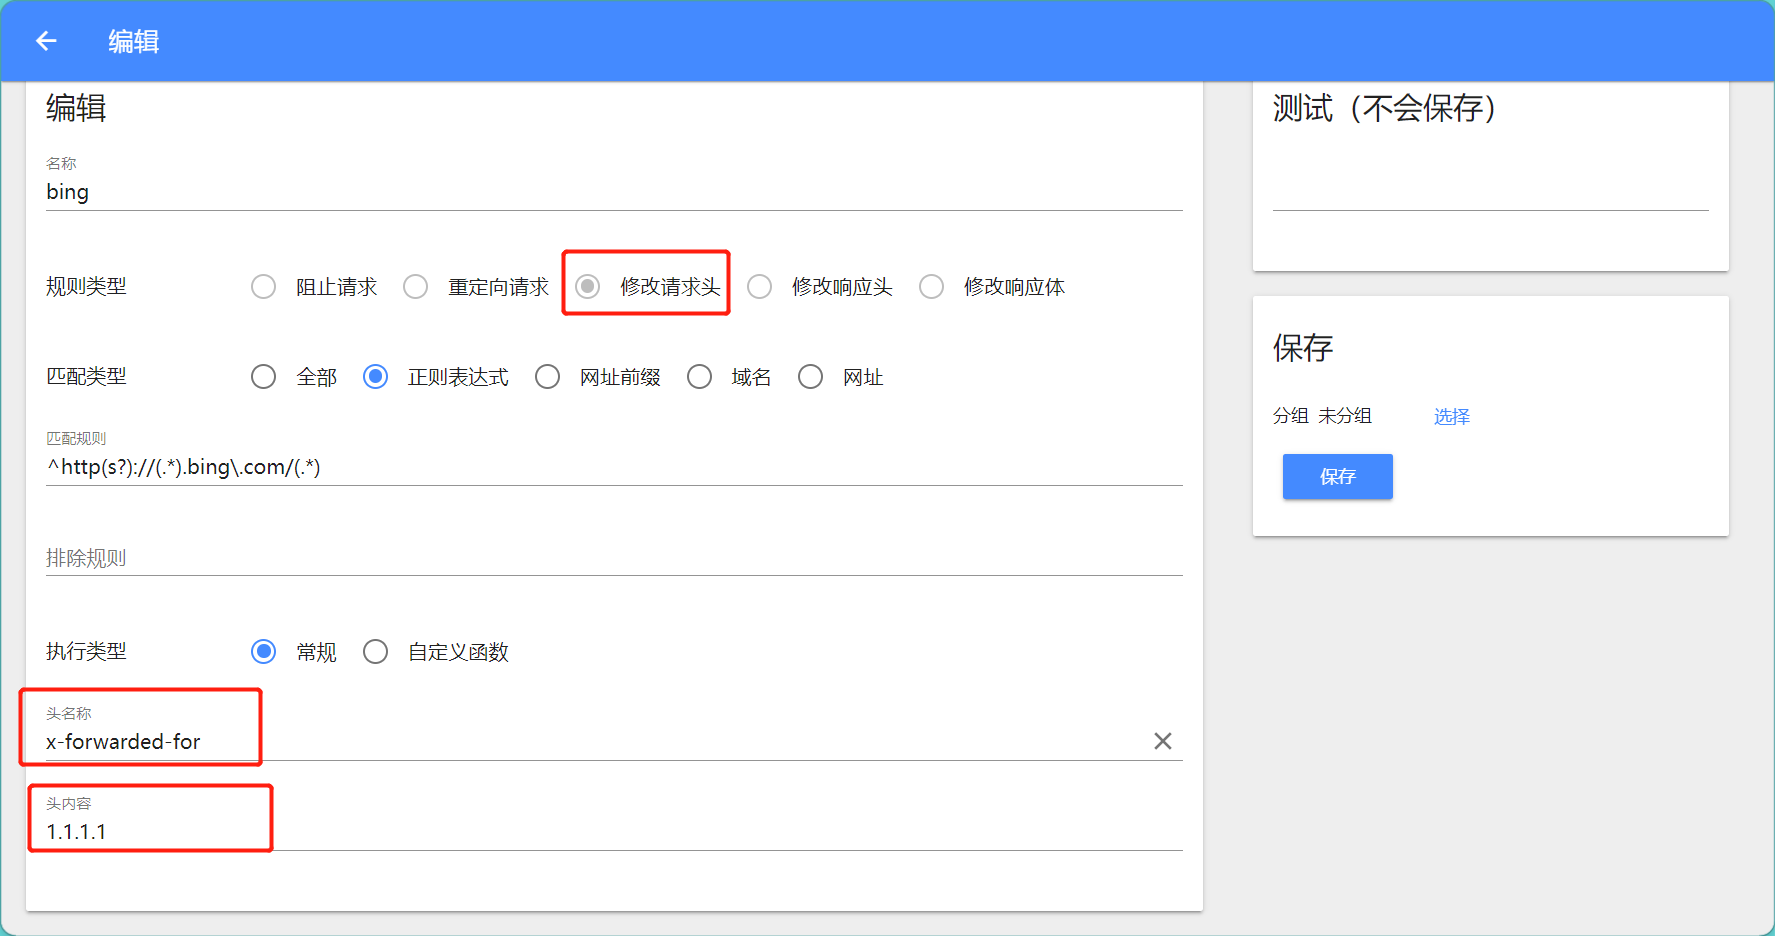 编辑
编辑
名称
bing
规则类型 阻止请求 重定向请求 修改请求头 修改响应头 修改响应体
匹配类型 全部 正则表达式 网址前缀 域名 网址
匹配规则
^http(s?)://(.*).bing\.com/(.*)
排除规则
执行类型 常规 自定义函数
头名称
x-forwarded-for
头内容
1.1.1.1
测试（不会保存）
保存
分组 未分组 选择
保存